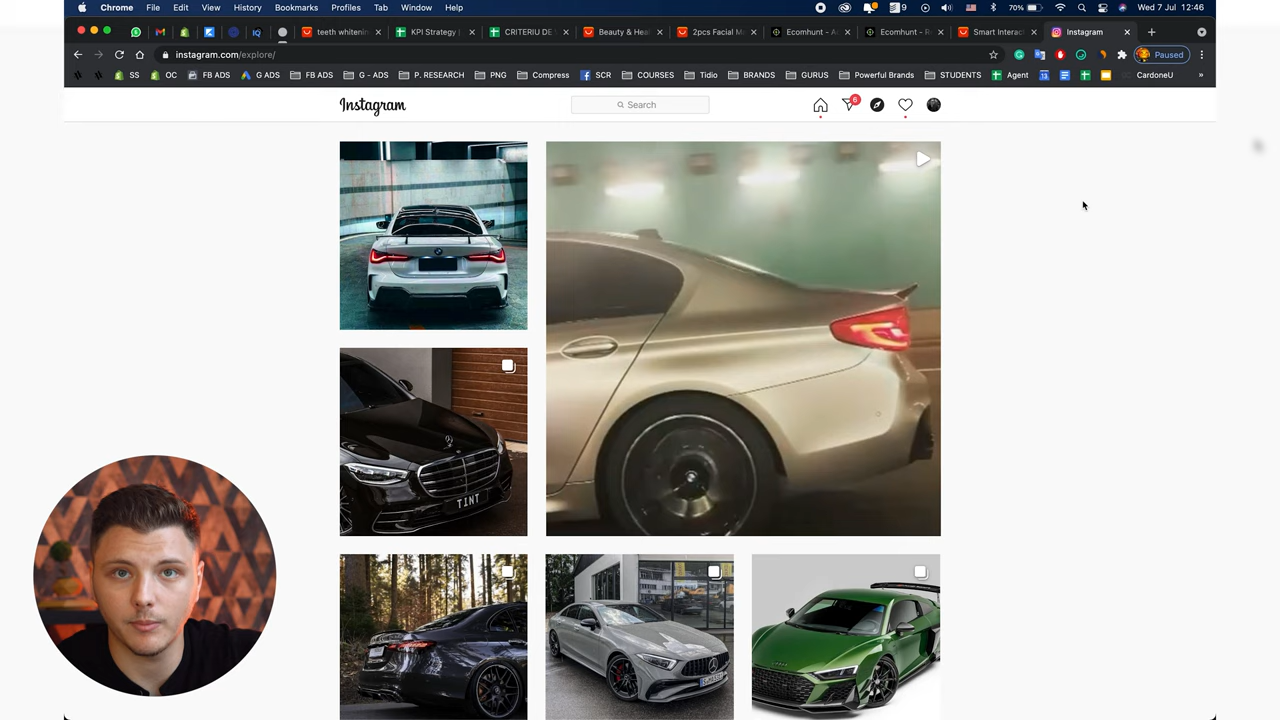 Chrome File Edit View History Bookmarks Profiles Tab Window Help 9 70% Wed 7 Jul 12:46
teeth whitenin KPI Strategy | CRITERIU DE Beauty & Hea 2pcs Facial M Ecomhunt - A Ecomhunt - R Smart Interac Instagram
instagram.com/explore/ Paused
SS OC FB ADS G ADS FB ADS G - ADS P. RESEARCH PNG Compress SCR COURSES Tidio BRANDS GURUS Powerful Brands STUDENTS Agent CardoneU
Instagram Search 6
TINT